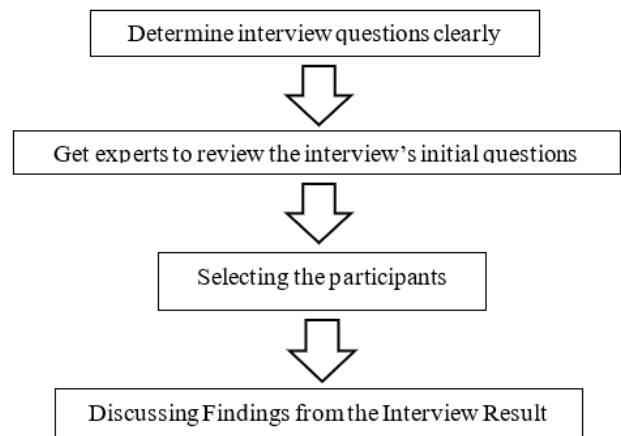 Determine interview questions clearly
Get experts to review the interview's initial questions
Selecting the participants
Discussing Findings from the Interview Result